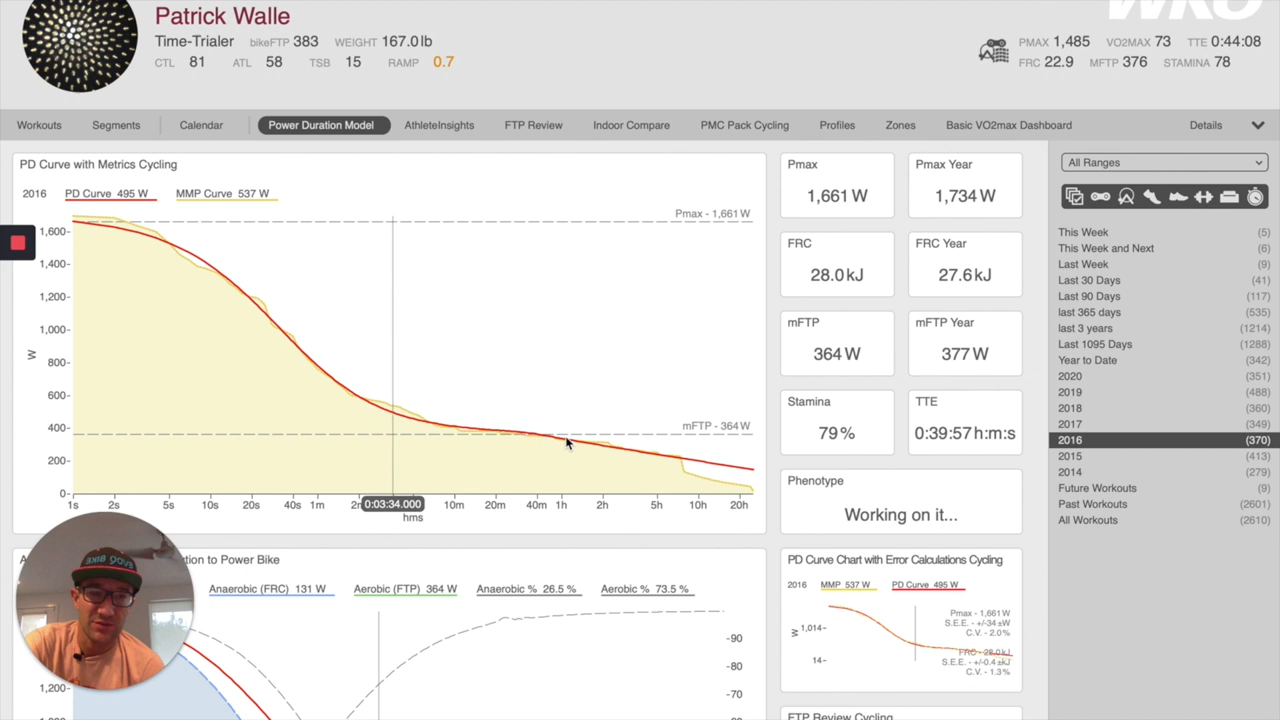 Patrick Walle
WKO
Time-Trialer bikeFTP 383 WEIGHT 167.0 lb
CTL 81 ATL 58 TSB 15 RAMP 0.7
PMAX 1,485 VO2MAX 73 TTE 0:44:08
FRC 22.9 MFTP 376 STAMINA 78
Workouts Segments Calendar Power Duration Model AthleteInsights FTP Review Indoor Compare PMC Pack Cycling Profiles Zones Basic VO2max Dashboard Details
PD Curve with Metrics Cycling
2016 PD Curve 495 W MMP Curve 537 W
Pmax - 1,661 W
1,600
1,400
1,200
1,000
800
600
400
200
0
W
mFTP - 364 W
1s 2s 5s 10s 20s 40s 1m 0:03:34.000 10m 20m 40m 1h 2h 5h 10h 20h
hms
Pmax
1,661 W
Pmax Year
1,734 W
FRC
28.0 kJ
FRC Year
27.6 kJ
mFTP
364 W
mFTP Year
377 W
Stamina
79%
TTE
0:39:57 h:m:s
Phenotype
Working on it...
All Ranges
This Week (5)
This Week and Next (6)
Last Week (9)
Last 30 Days (41)
Last 90 Days (117)
last 365 days (535)
last 3 years (1214)
Last 1095 Days (1288)
Year to Date (342)
2020 (351)
2019 (488)
2018 (360)
2017 (349)
2016 (370)
2015 (413)
2014 (279)
Future Workouts (9)
Past Workouts (2601)
All Workouts (2610)
to Power Bike
Anaerobic (FRC) 131 W Aerobic (FTP) 364 W Anaerobic % 26.5 % Aerobic % 73.5 %
1,200
90
80
70
PD Curve Chart with Error Calculations Cycling
2016 MMP 537 W PD Curve 495 W
W
1,014
14
Pmax - 1,661 W
S.E.E. - +/-34 ±W
C.V. - 2.0%
FRC - 28.0 kJ
S.E.E. - +/-0.4 ±kJ
C.V. - 1.3%
FTP Review Cycling